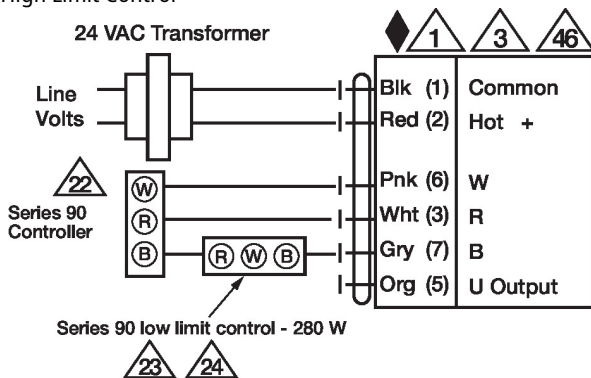 High Limit Control
24 VAC Transformer
1 3 46
Line
Volts
Blk (1) Common
Red (2) Hot +
22
Series 90
Controller
W
R
B
R W B
Pnk (6) W
Wht (3) R
Gry (7) B
Org (5) U Output
Series 90 low limit control - 280 W
23 24